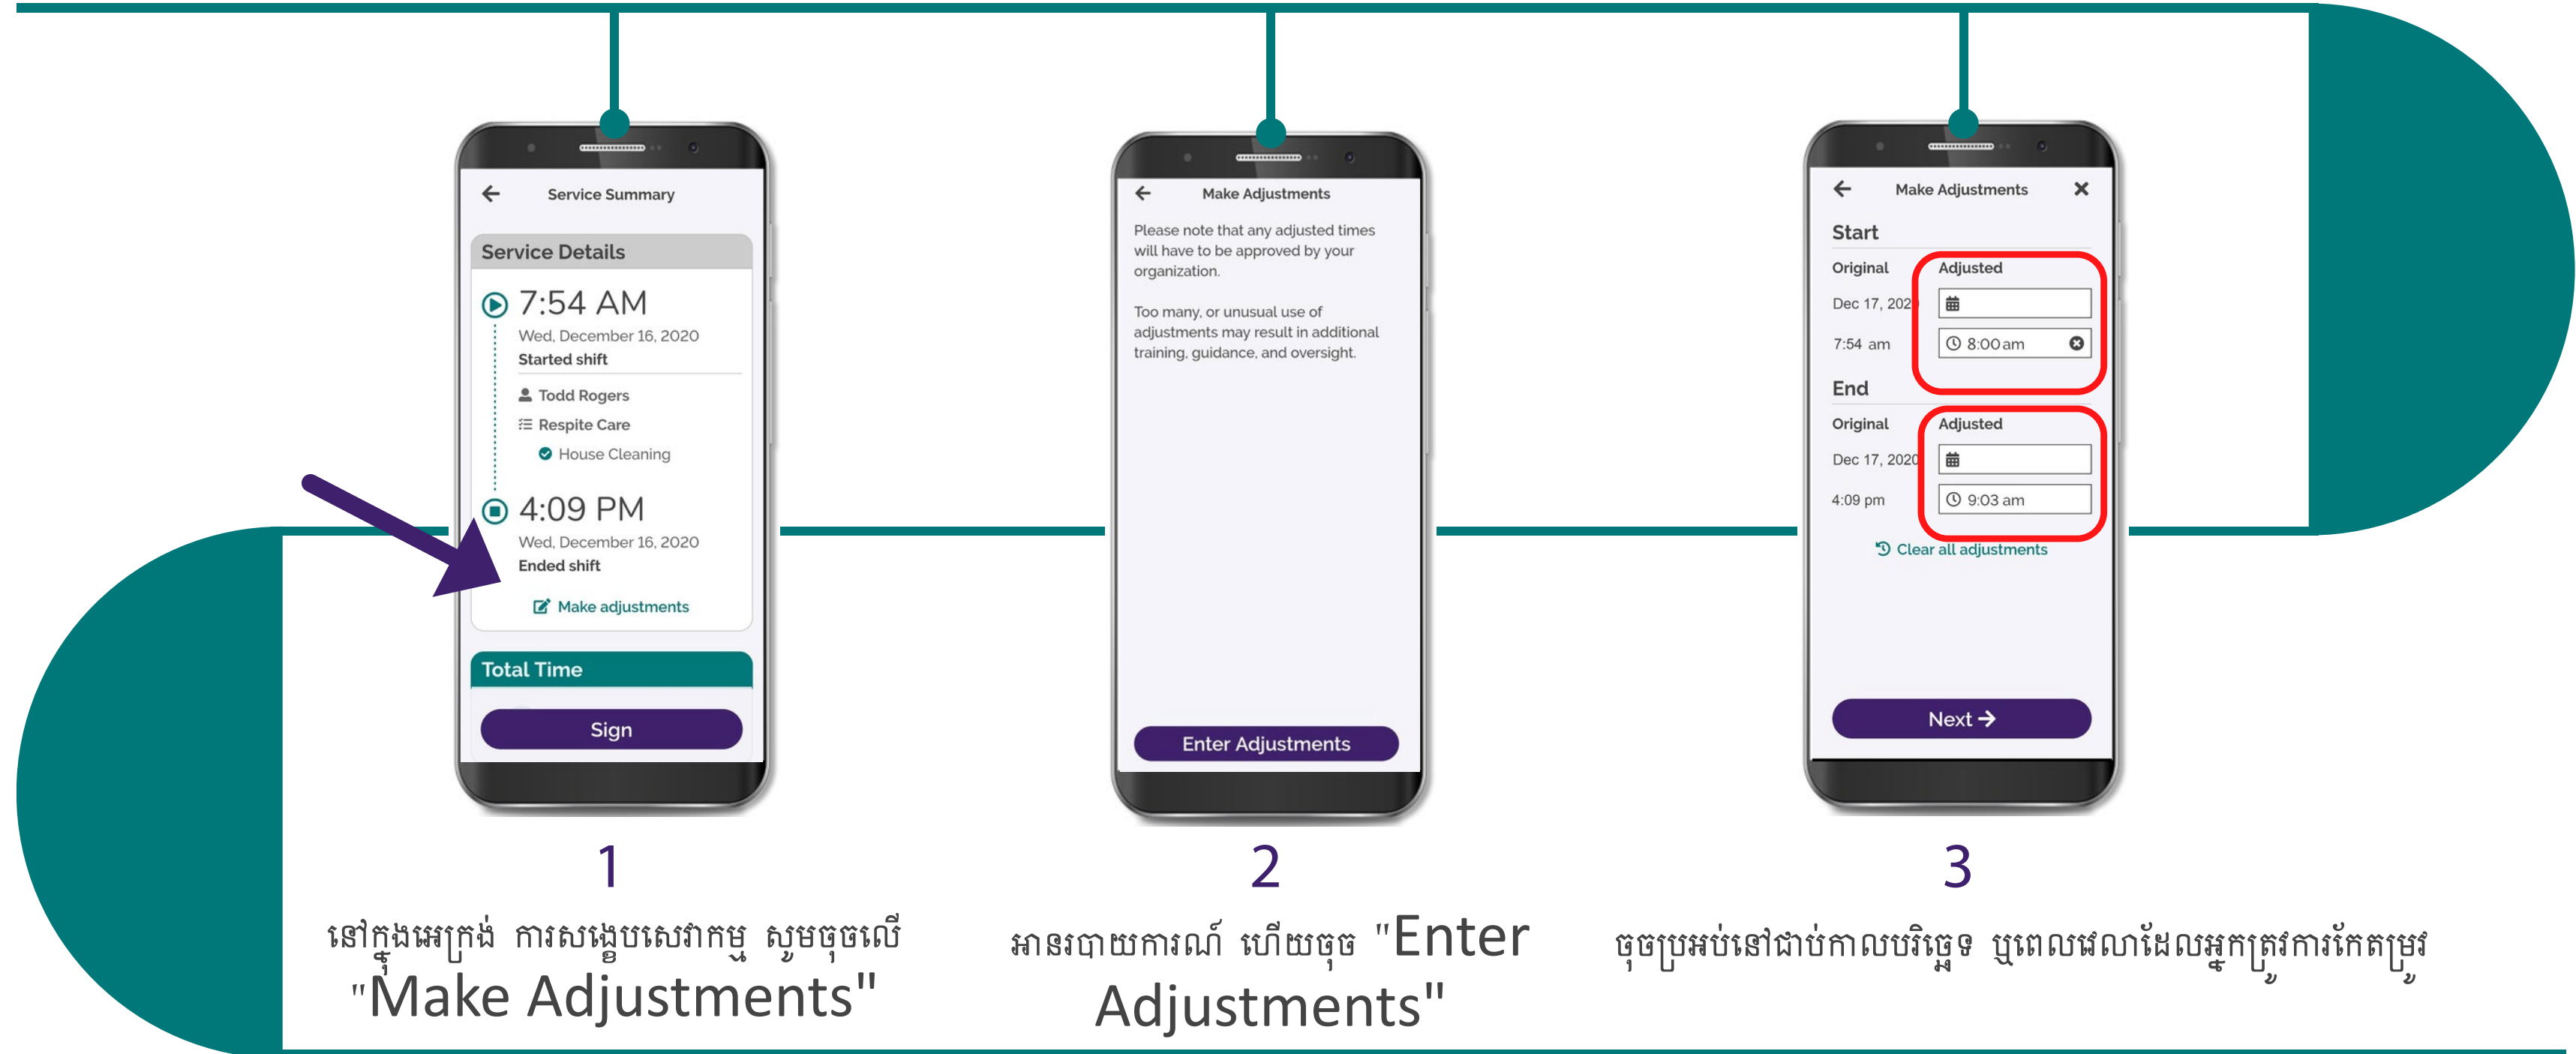 Service Summary
Service Details
7:54 AM
Wed, December 16, 2020
Started shift
Todd Rogers
Respite Care
House Cleaning
4:09 PM
Wed, December 16, 2020
Ended shift
Make adjustments
Total Time
Sign
1
នៅក្នុងអេក្រង់ ការសង្ខេបសេវាកម្ម សូមចុចលើ
"Make Adjustments"
Make Adjustments
Please note that any adjusted times
will have to be approved by your
organization.
Too many, or unusual use of
adjustments may result in additional
training, guidance, and oversight.
Enter Adjustments
2
អានរបាយការណ៍ ហើយចុច "Enter
Adjustments"
Make Adjustments
Start
Original Adjusted
Dec 17, 2020
7:54 am 8:00 am
End
Original Adjusted
Dec 17, 2020
4:09 pm 9:03 am
Clear all adjustments
Next
3
ចុចប្រអប់នៅជាប់កាលបរិច្ឆេទ ឬពេលវេលាដែលអ្នកត្រូវការកែតម្រូវ